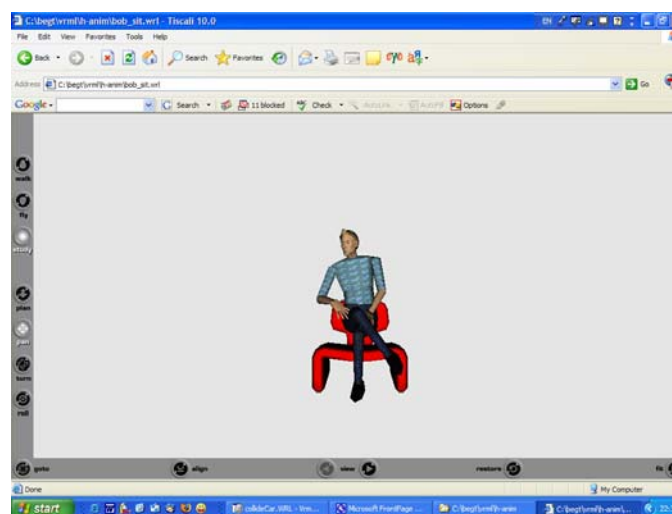 C:\begt\vrml\h-anim\bob_sit.wrl - Tiscali 10.0
EN
File Edit View Favorites Tools Help
Back Search Favorites
Address C:\begt\vrml\h-anim\bob_sit.wrl Go
Google Search 11 blocked Check Options
walk
fly
study
plan
pan
turn
roll
goto align view restore fit
Done My Computer
start collideCar.WRL - Vrm... Microsoft FrontPage ... C:\begt\vrml\h-anim C:\begt\vrml\h-anim\...